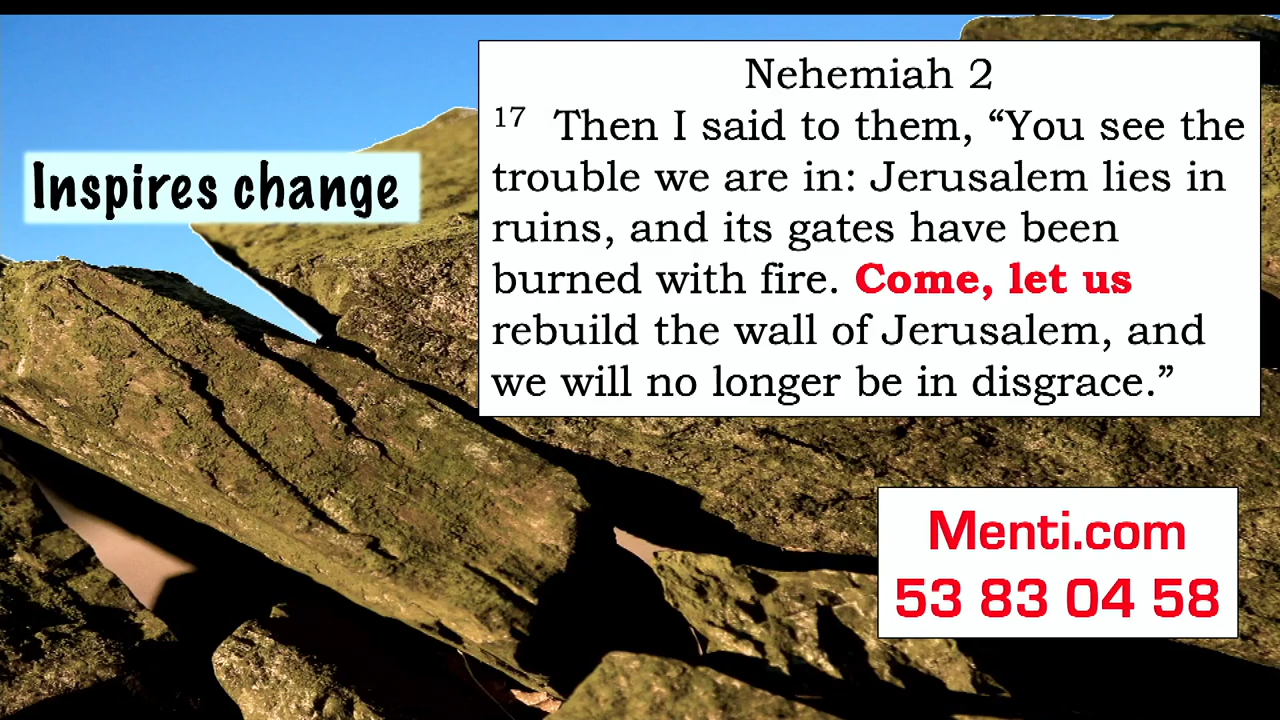 Inspires change
Nehemiah 2
17 Then I said to them, “You see the
trouble we are in: Jerusalem lies in
ruins, and its gates have been
burned with fire. Come, let us
rebuild the wall of Jerusalem, and
we will no longer be in disgrace.”
Menti.com
53 83 04 58